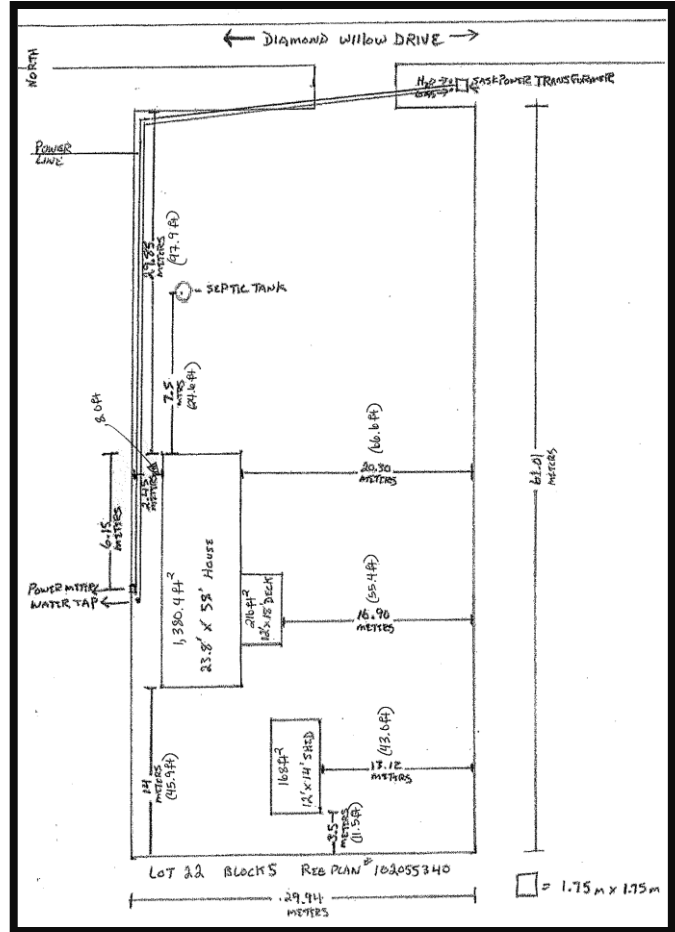 ← DIAMOND WILLOW DRIVE →
NORTH
H₂O →
GAS →
SASKPOWER TRANSFORMER
POWER
LINE
29.85
METERS
(97.9 ft)
SEPTIC TANK
7.5
MTRS
(24.6 ft)
8.0 ft
2.45
METERS
6.15
METERS
(66.6 ft)
20.30
METERS
POWER METER
WATER TAP
1,380.4 ft²
23.8' X 58' HOUSE
216 ft²
12'X18' DECK
(55.4 ft)
16.90
METERS
14
METERS
(45.9 ft)
168 ft²
12'X14' SHED
(43.0 ft)
13.12
METERS
3.5
METERS
(11.5 ft)
METERS
LOT 22 BLOCK 5 REG PLAN # 102055340
29.94
METERS
= 1.75 m X 1.75 m